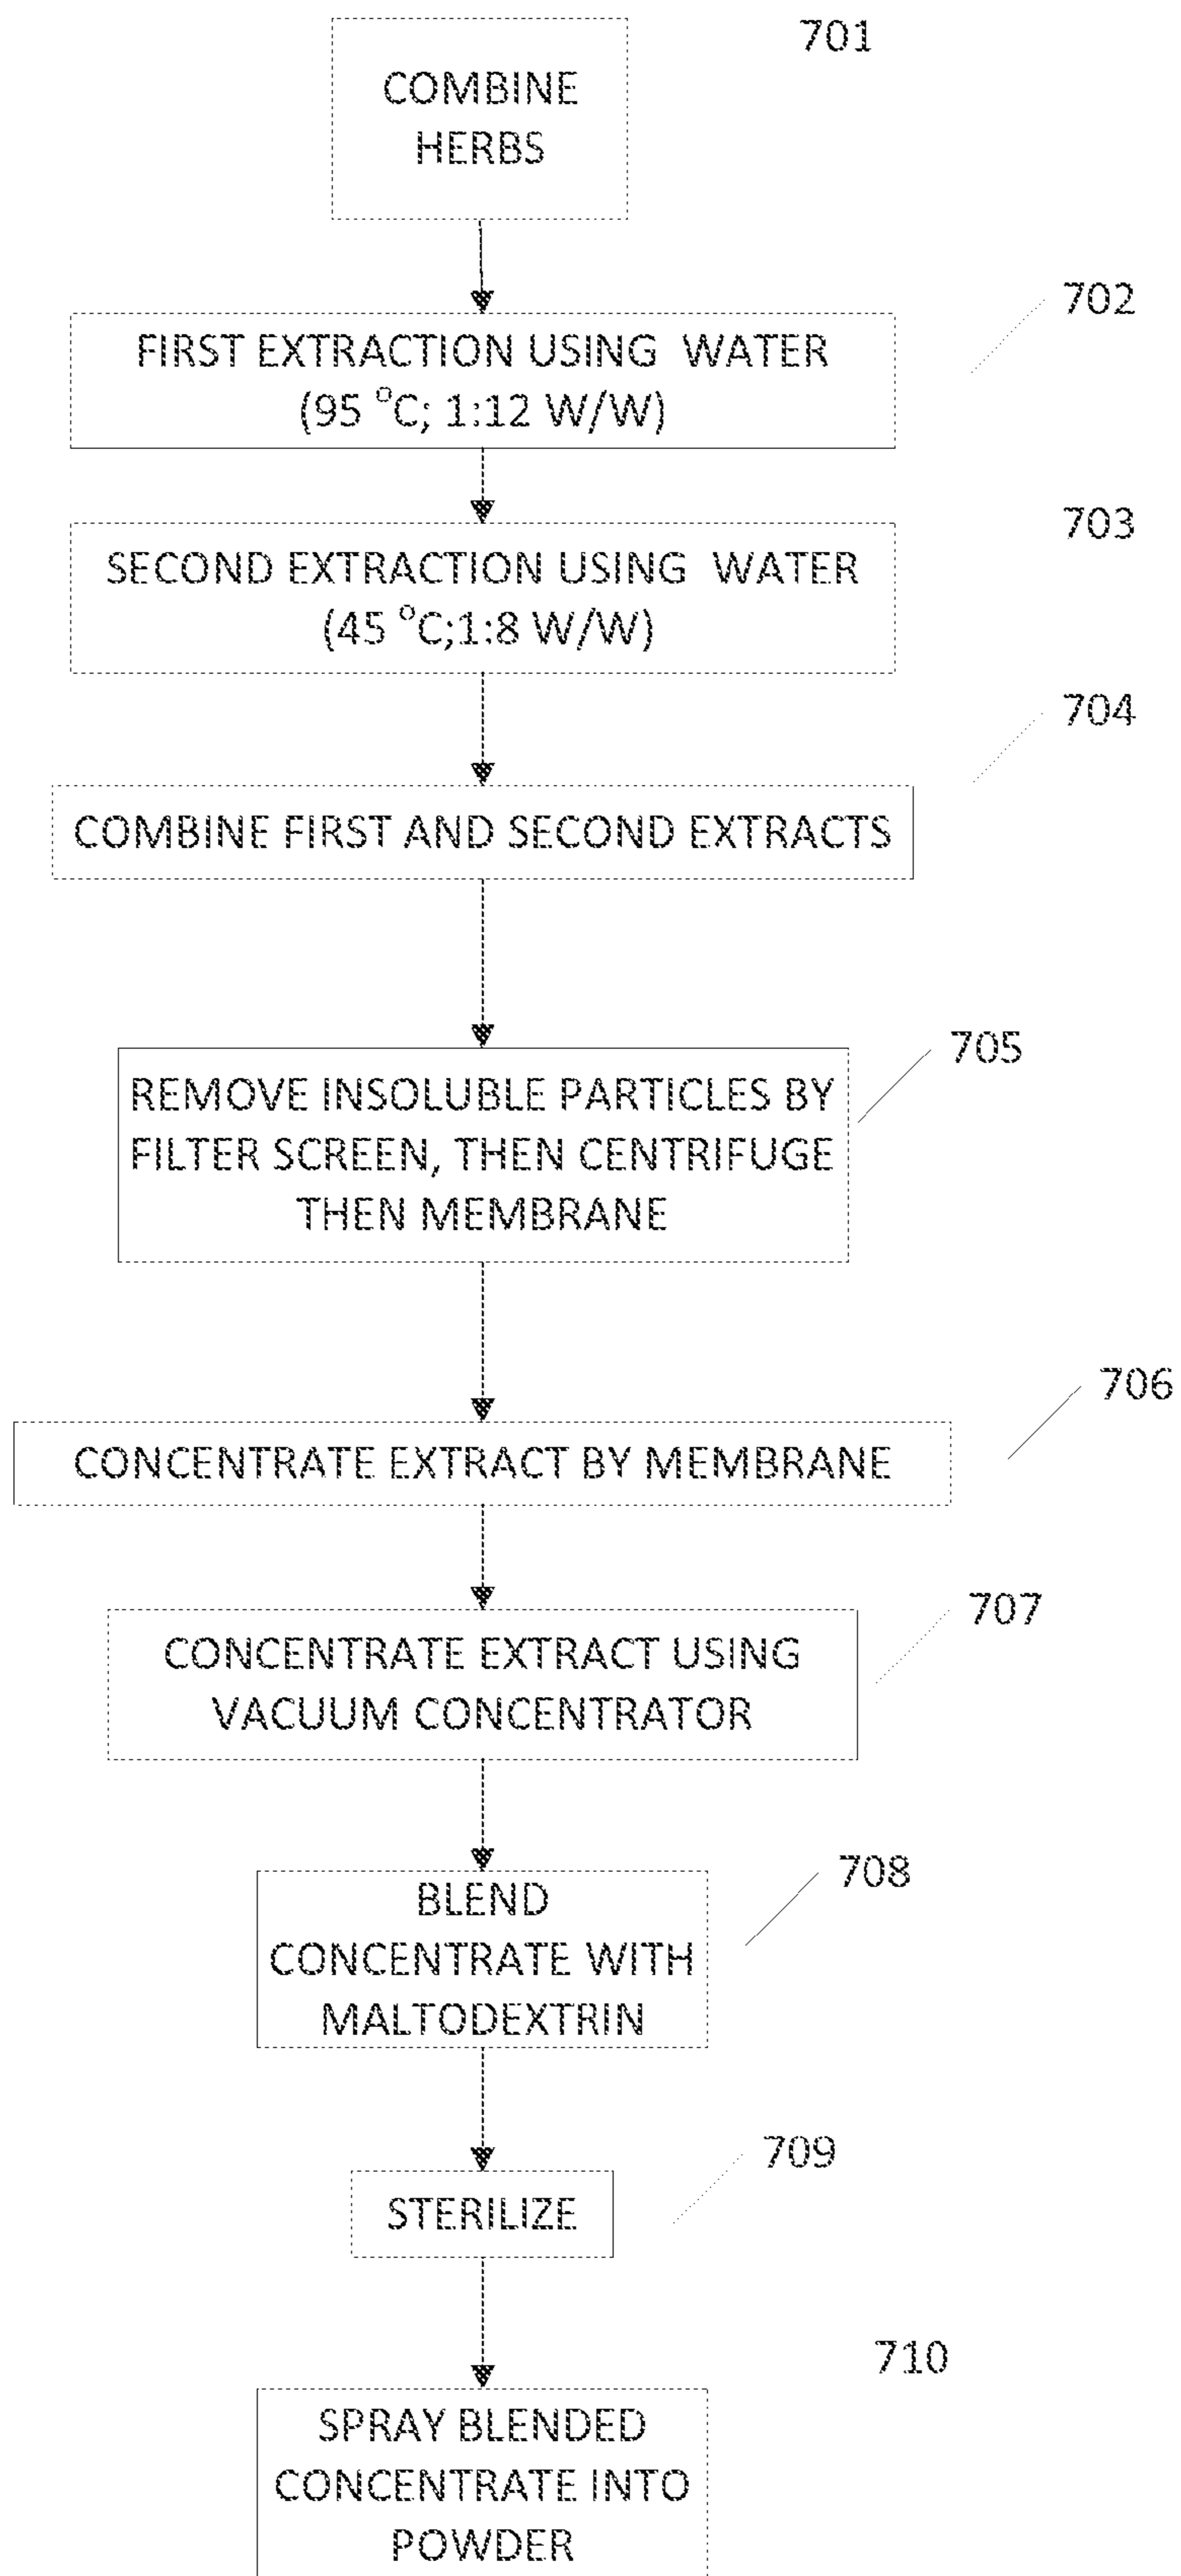 701
COMBINE
HERBS
702
FIRST EXTRACTION USING WATER
(95 °C; 1:12 W/W)
703
SECOND EXTRACTION USING WATER
(45 °C;1:8 W/W)
704
COMBINE FIRST AND SECOND EXTRACTS
705
REMOVE INSOLUBLE PARTICLES BY
FILTER SCREEN, THEN CENTRIFUGE
THEN MEMBRANE
706
CONCENTRATE EXTRACT BY MEMBRANE
707
CONCENTRATE EXTRACT USING
VACUUM CONCENTRATOR
708
BLEND
CONCENTRATE WITH
MALTODEXTRIN
709
STERILIZE
710
SPRAY BLENDED
CONCENTRATE INTO
POWDER